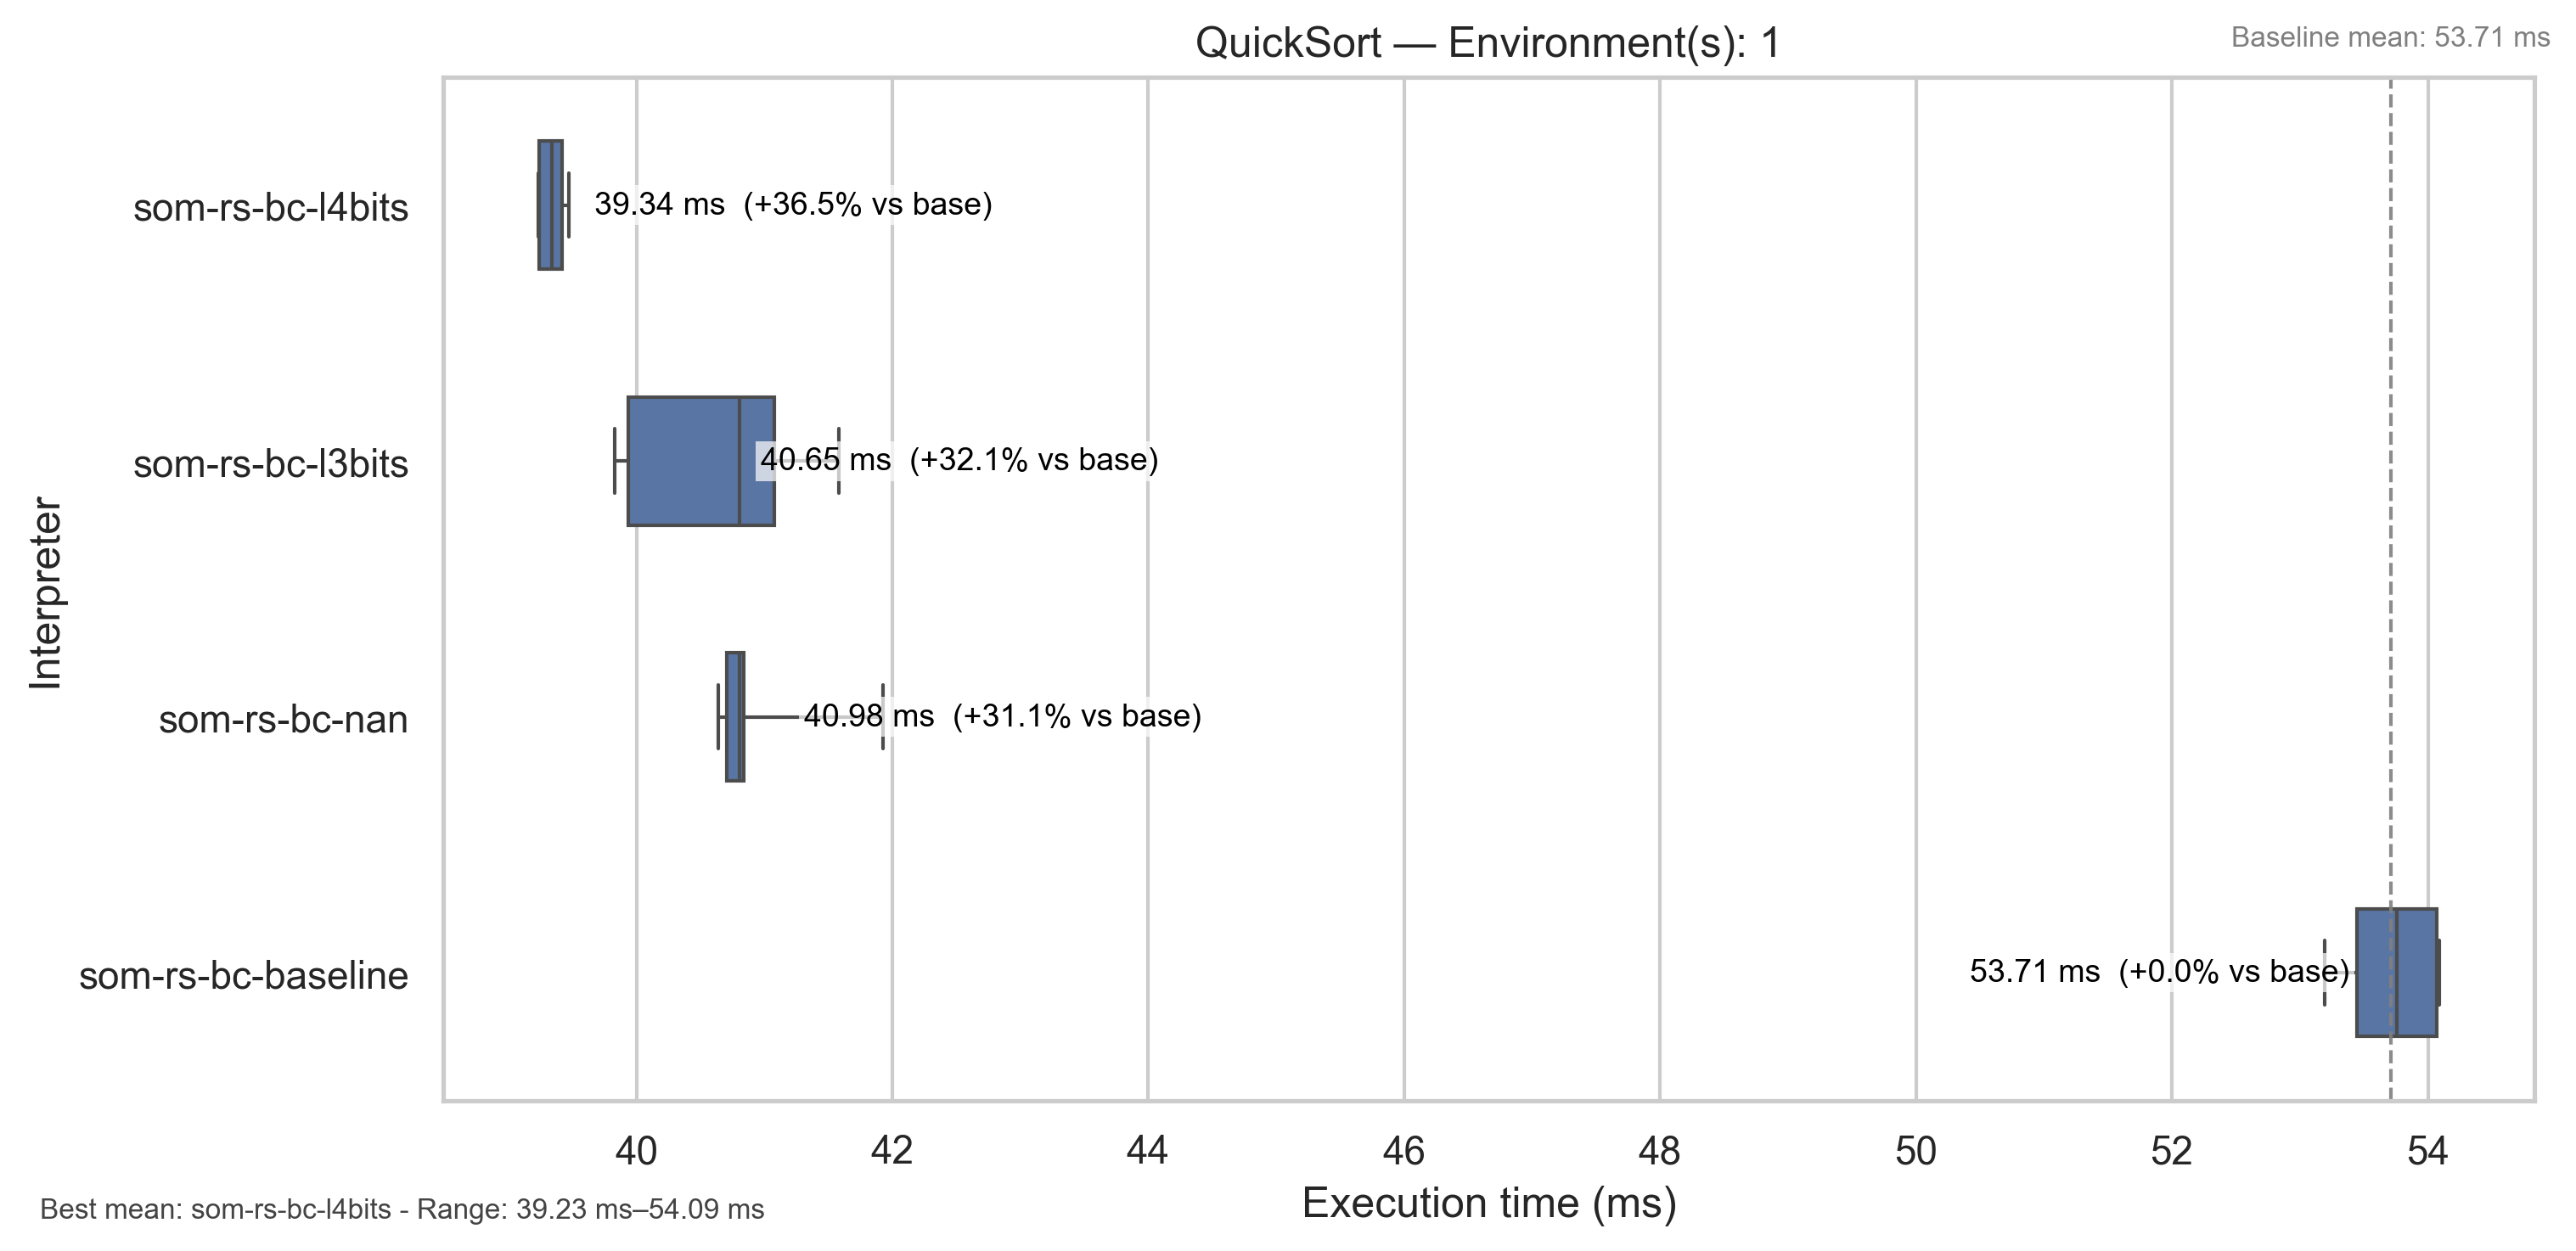 QuickSort — Environment(s): 1
Baseline mean: 53.71 ms
Interpreter
som-rs-bc-l4bits
39.34 ms (+36.5% vs base)
som-rs-bc-l3bits
40.65 ms (+32.1% vs base)
som-rs-bc-nan
40.98 ms (+31.1% vs base)
som-rs-bc-baseline
53.71 ms (+0.0% vs base)
40 42 44 46 48 50 52 54
Execution time (ms)
Best mean: som-rs-bc-l4bits - Range: 39.23 ms–54.09 ms